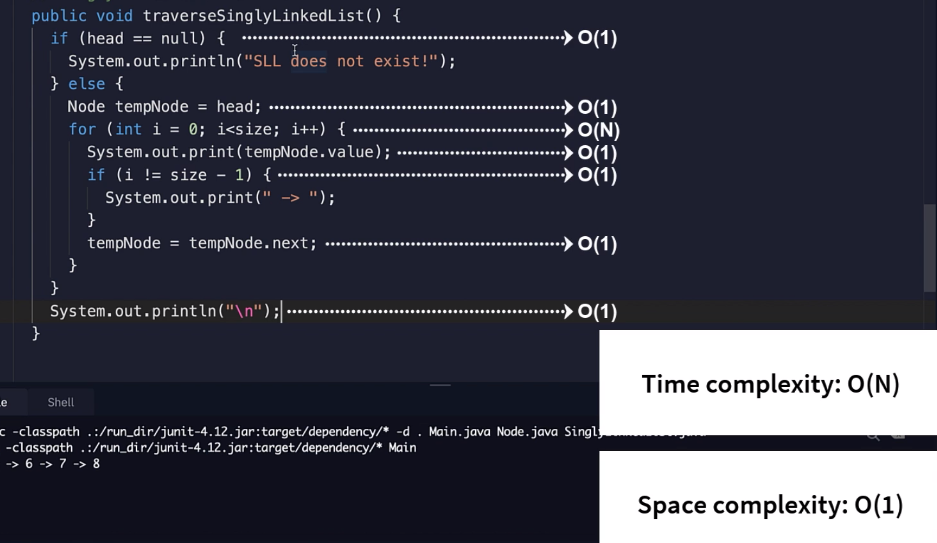 public void traverseSinglyLinkedList() {
if (head == null) { O(1)
System.out.println("SLL does not exist!");
} else {
Node tempNode = head; O(1)
for (int i = 0; i<size; i++) { O(N)
System.out.print(tempNode.value); O(1)
if (i != size - 1) { O(1)
System.out.print(" -> ");
}
tempNode = tempNode.next; O(1)
}
}
System.out.println("\n"); O(1)
}
Time complexity: O(N)
Shell
-classpath .:/run_dir/junit-4.12.jar:target/dependency/* -d . Main.java Node.java
-classpath .:/run_dir/junit-4.12.jar:target/dependency/* Main
-> 6 -> 7 -> 8
Space complexity: O(1)